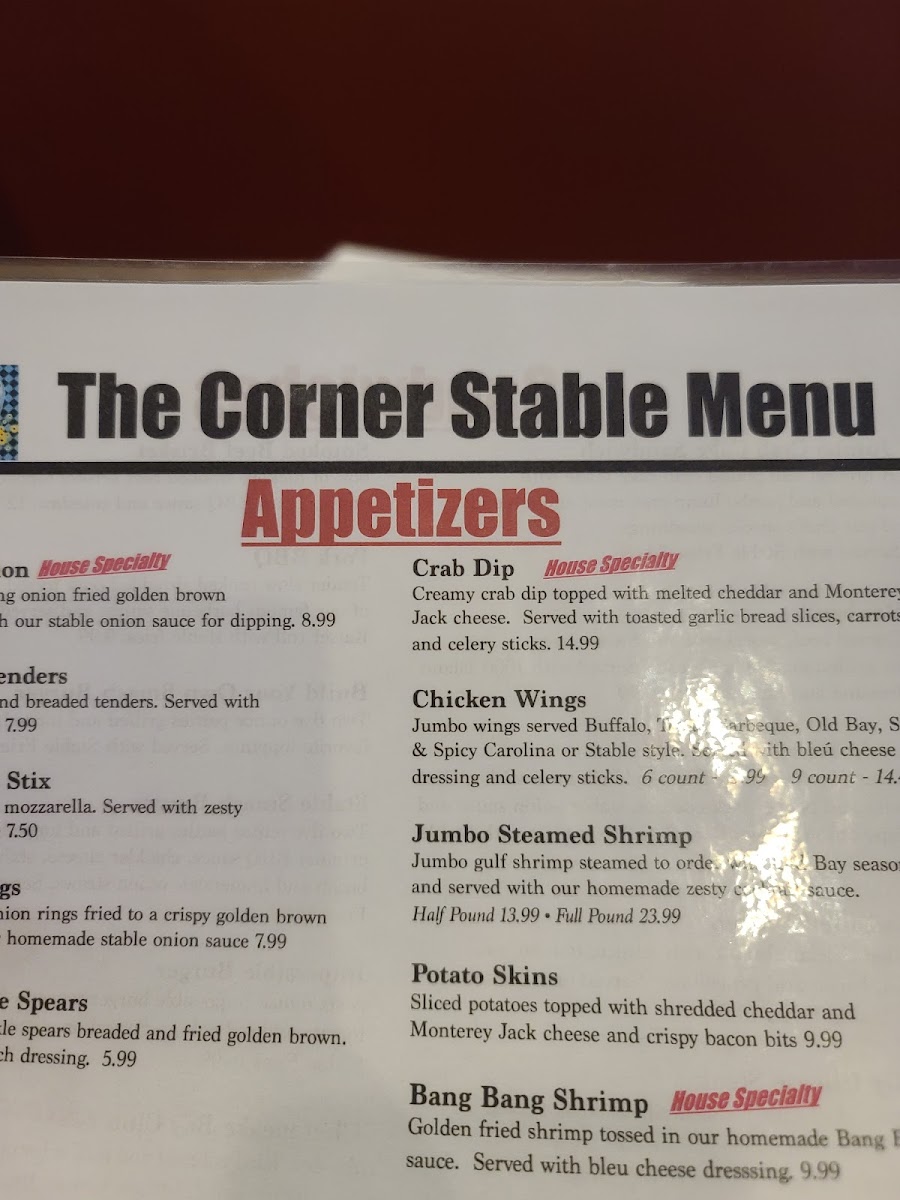 The Corner Stable Menu
Appetizers
on House Specialty
ng onion fried golden brown
h our stable onion sauce for dipping. 8.99
enders
nd breaded tenders. Served with
7.99
Stix
mozzarella. Served with zesty
7.50
gs
nion rings fried to a crispy golden brown
homemade stable onion sauce 7.99
e Spears
kle spears breaded and fried golden brown.
ch dressing. 5.99
Crab Dip House Specialty
Creamy crab dip topped with melted cheddar and Monterey
Jack cheese. Served with toasted garlic bread slices, carrots
and celery sticks. 14.99
Chicken Wings
Jumbo wings served Buffalo, arbeque, Old Bay, S
& Spicy Carolina or Stable style. with bleú cheese
dressing and celery sticks. 6 count - .99 9 count - 14.
Jumbo Steamed Shrimp
Jumbo gulf shrimp steamed to orde Bay seaso
and served with our homemade zesty sauce.
Half Pound 13.99 • Full Pound 23.99
Potato Skins
Sliced potatoes topped with shredded cheddar and
Monterey Jack cheese and crispy bacon bits 9.99
Bang Bang Shrimp House Specialty
Golden fried shrimp tossed in our homemade Bang
sauce. Served with bleu cheese dresssing. 9.99